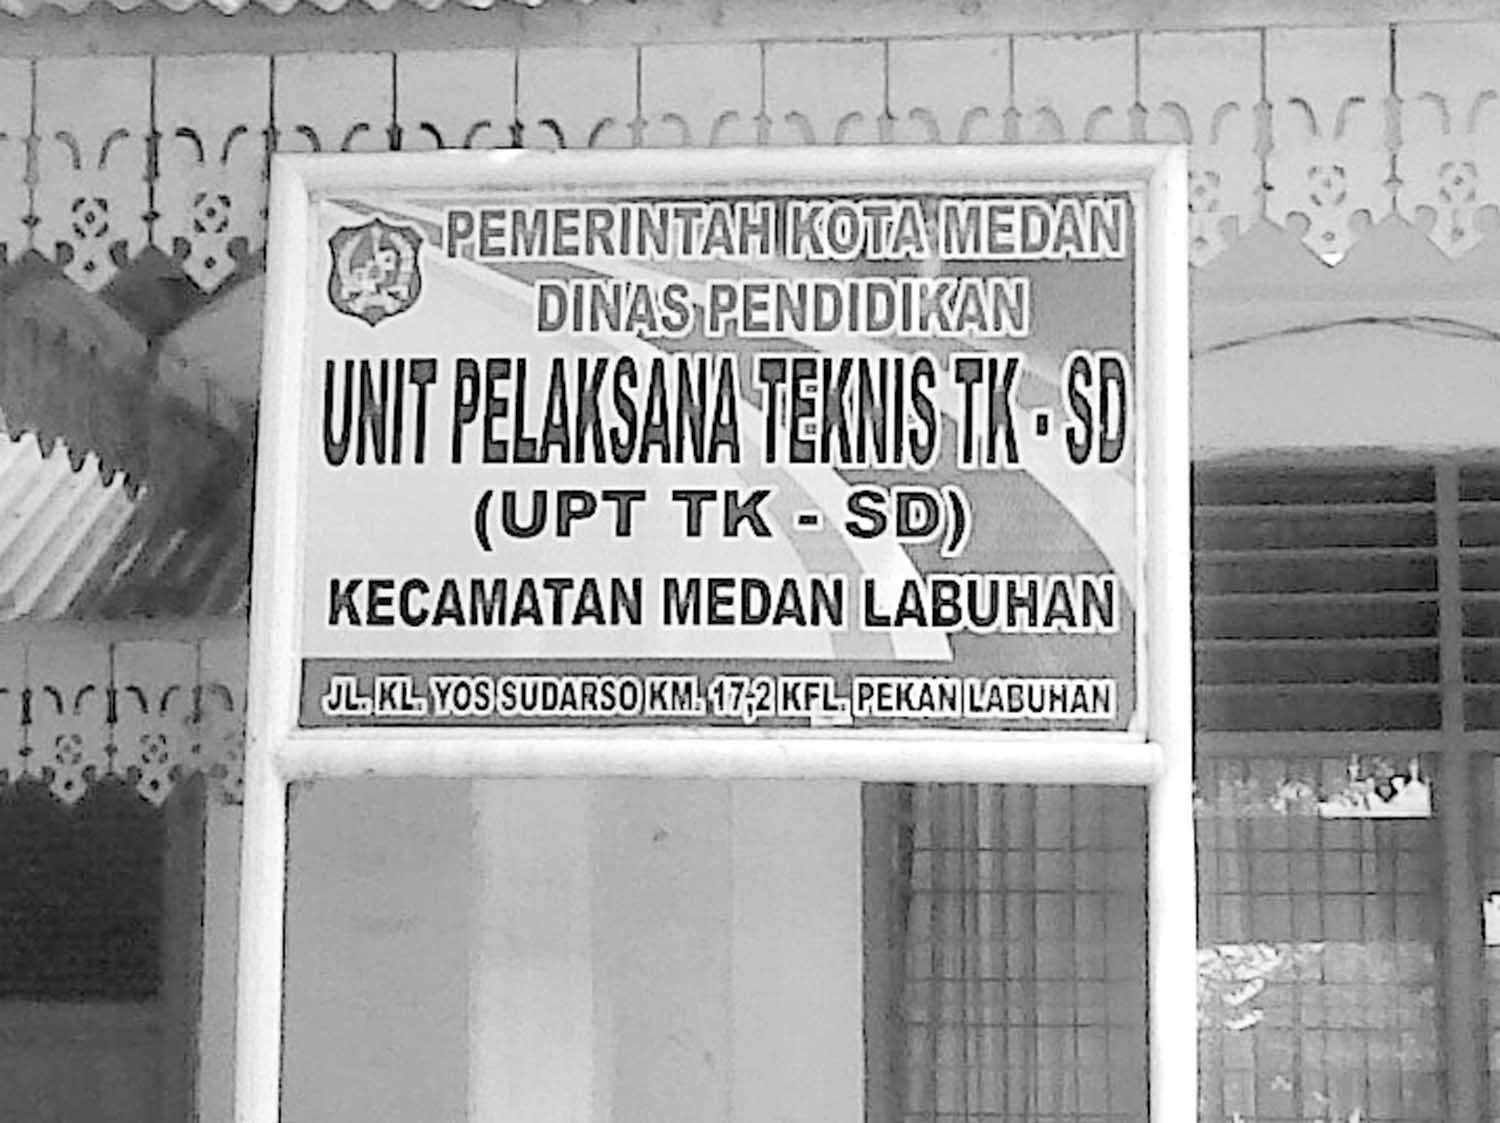 PEMERINTAH KOTA MEDAN
DINAS PENDIDIKAN
UNIT PELAKSANA TEKNIS TK - SD
(UPT TK - SD)
KECAMATAN MEDAN LABUHAN
JL. KL. YOS SUDARSO KM. 17,2 KEL. PEKAN LABUHAN